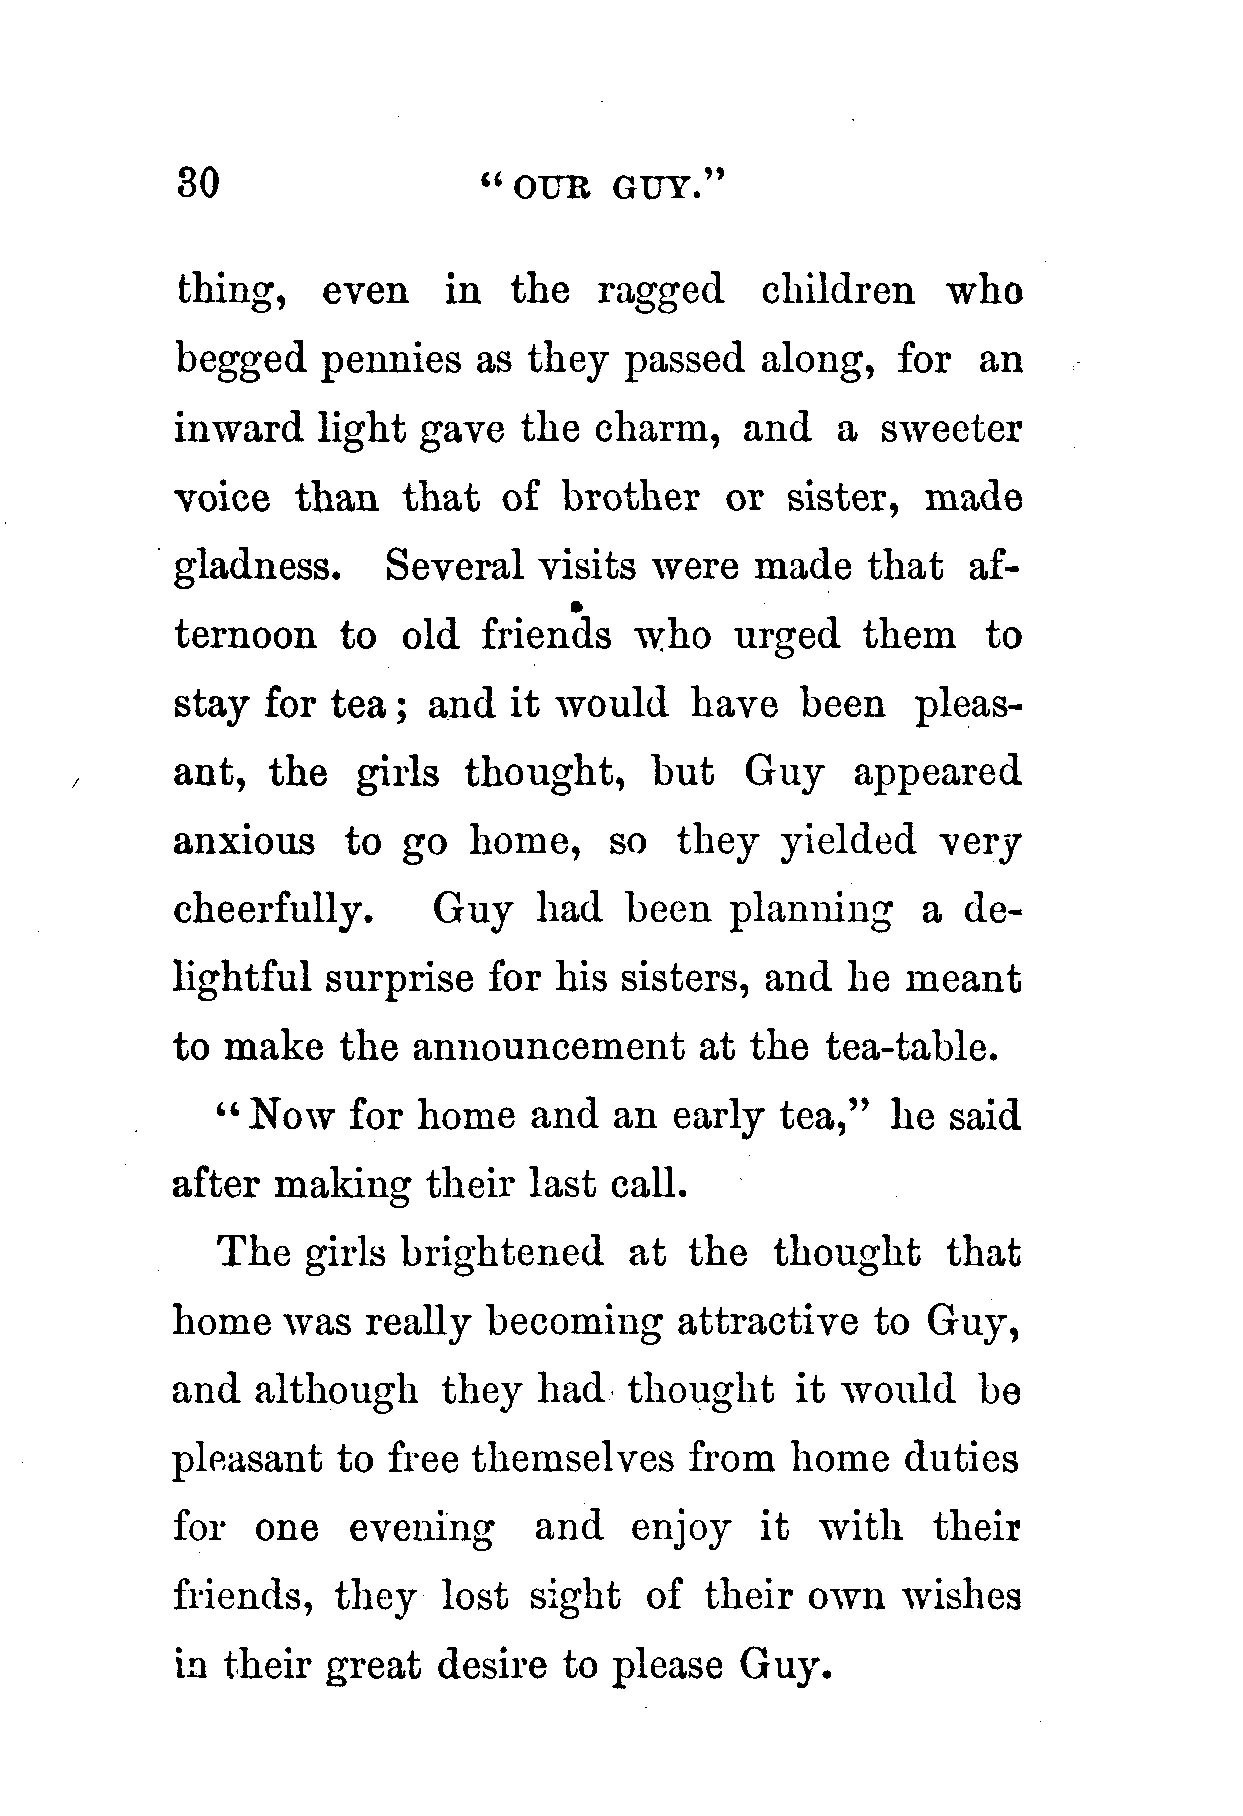 30 "OUR GUY."
thing, even in the ragged children who
begged pennies as they passed along, for an
inward light gave the charm, and a sweeter
voice than that of brother or sister, made
gladness. Several visits were made that af-
ternoon to old friends who urged them to
stay for tea; and it would have been pleas-
ant, the girls thought, but Guy appeared
anxious to go home, so they yielded very
cheerfully. Guy had been planning a de-
lightful surprise for his sisters, and he meant
to make the announcement at the tea-table.
"Now for home and an early tea," he said
after making their last call.
The girls brightened at the thought that
home was really becoming attractive to Guy,
and although they had thought it would be
pleasant to free themselves from home duties
for one evening and enjoy it with their
friends, they lost sight of their own wishes
in their great desire to please Guy.